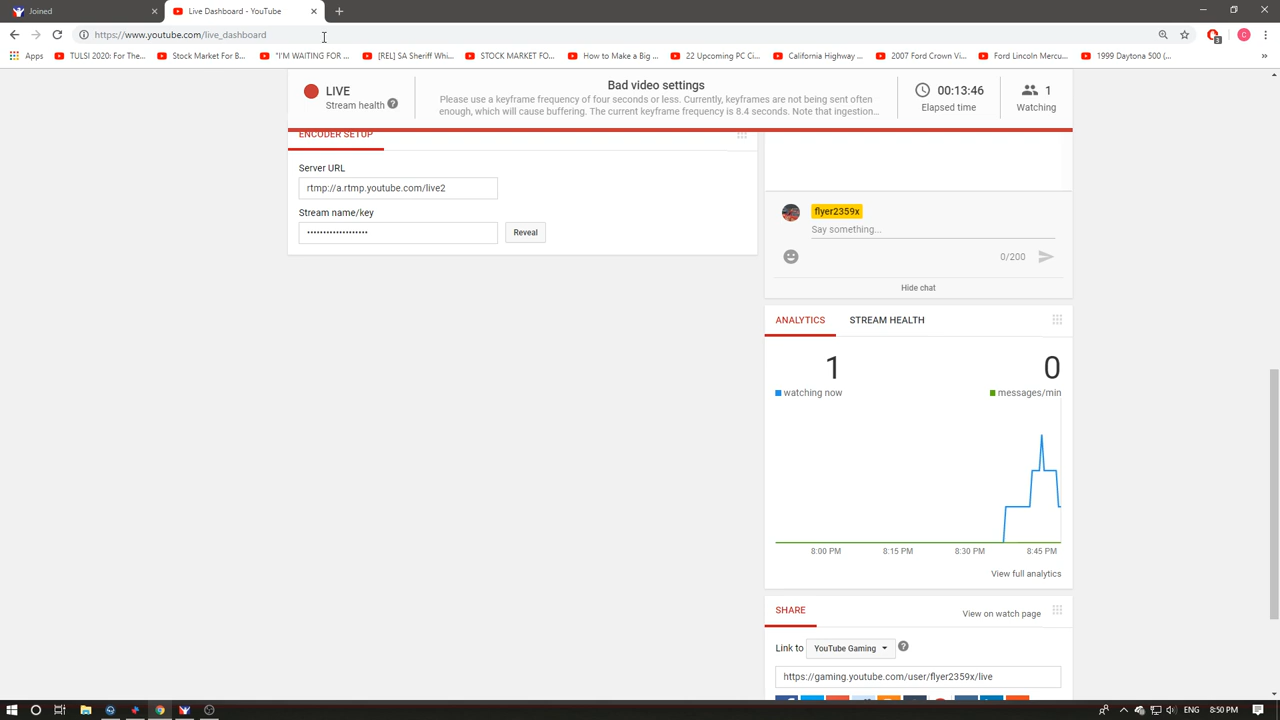 Joined
Live Dashboard - YouTube
https://www.youtube.com/live_dashboard
Apps
TULSI 2020: For The...
Stock Market For B...
"I'M WAITING FOR ...
[REL] SA Sheriff Whi...
STOCK MARKET FO...
How to Make a Big ...
22 Upcoming PC Ci...
California Highway ...
2007 Ford Crown Vi...
Ford Lincoln Mercu...
1999 Daytona 500 (...
LIVE
Stream health
Bad video settings
Please use a keyframe frequency of four seconds or less. Currently, keyframes are not being sent often
enough, which will cause buffering. The current keyframe frequency is 8.4 seconds. Note that ingestion...
00:13:46
Elapsed time
1
Watching
ENCODER SETUP
Server URL
rtmp://a.rtmp.youtube.com/live2
Stream name/key
Reveal
flyer2359x
Say something...
0/200
Hide chat
ANALYTICS
STREAM HEALTH
1
watching now
0
messages/min
8:00 PM
8:15 PM
8:30 PM
8:45 PM
View full analytics
SHARE
View on watch page
Link to
YouTube Gaming
https://gaming.youtube.com/user/flyer2359x/live
ENG
8:50 PM